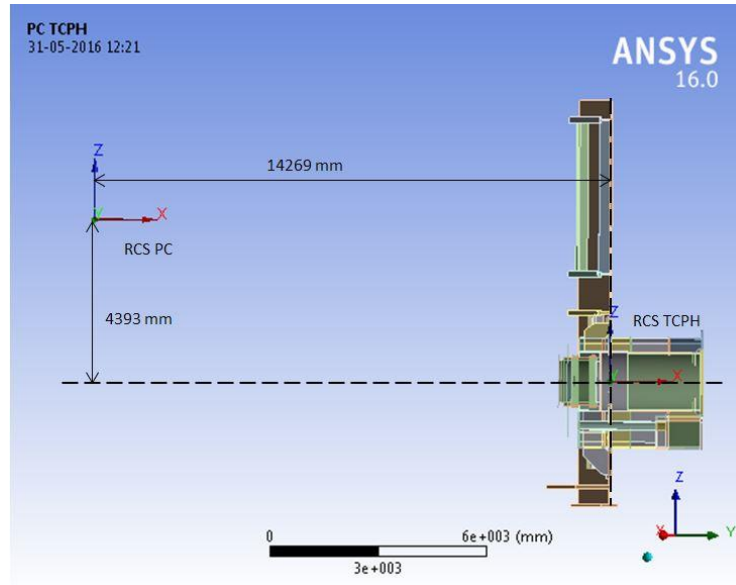 PC TCPH
31-05-2016 12:21
ANSYS
16.0
Z
14269 mm
Y
X
RCS PC
4393 mm
RCS TCPH
Z
Y
X
0
6e+003 (mm)
3e+003
Z
X
Y